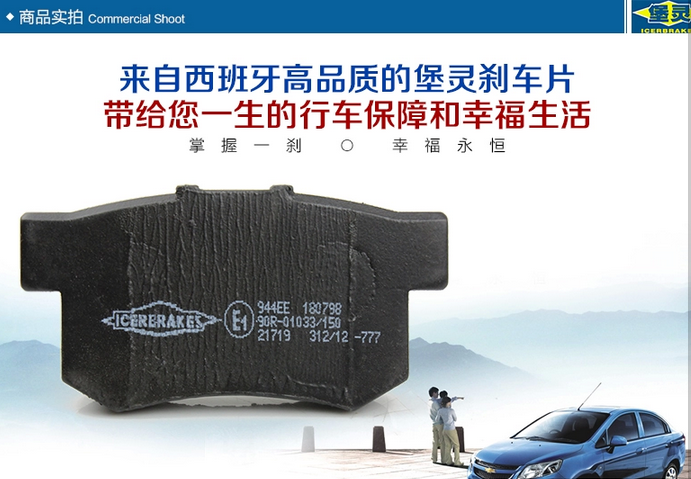 商品实拍 Commercial Shoot
堡灵
ICERBRAKES
来自西班牙高品质的堡灵刹车片
带给您一生的行车保障和幸福生活
掌握一刹 ○ 幸福永恒
944EE 180798
ICERBRAKES E1 90R-01033/150
21719 312/12 -777